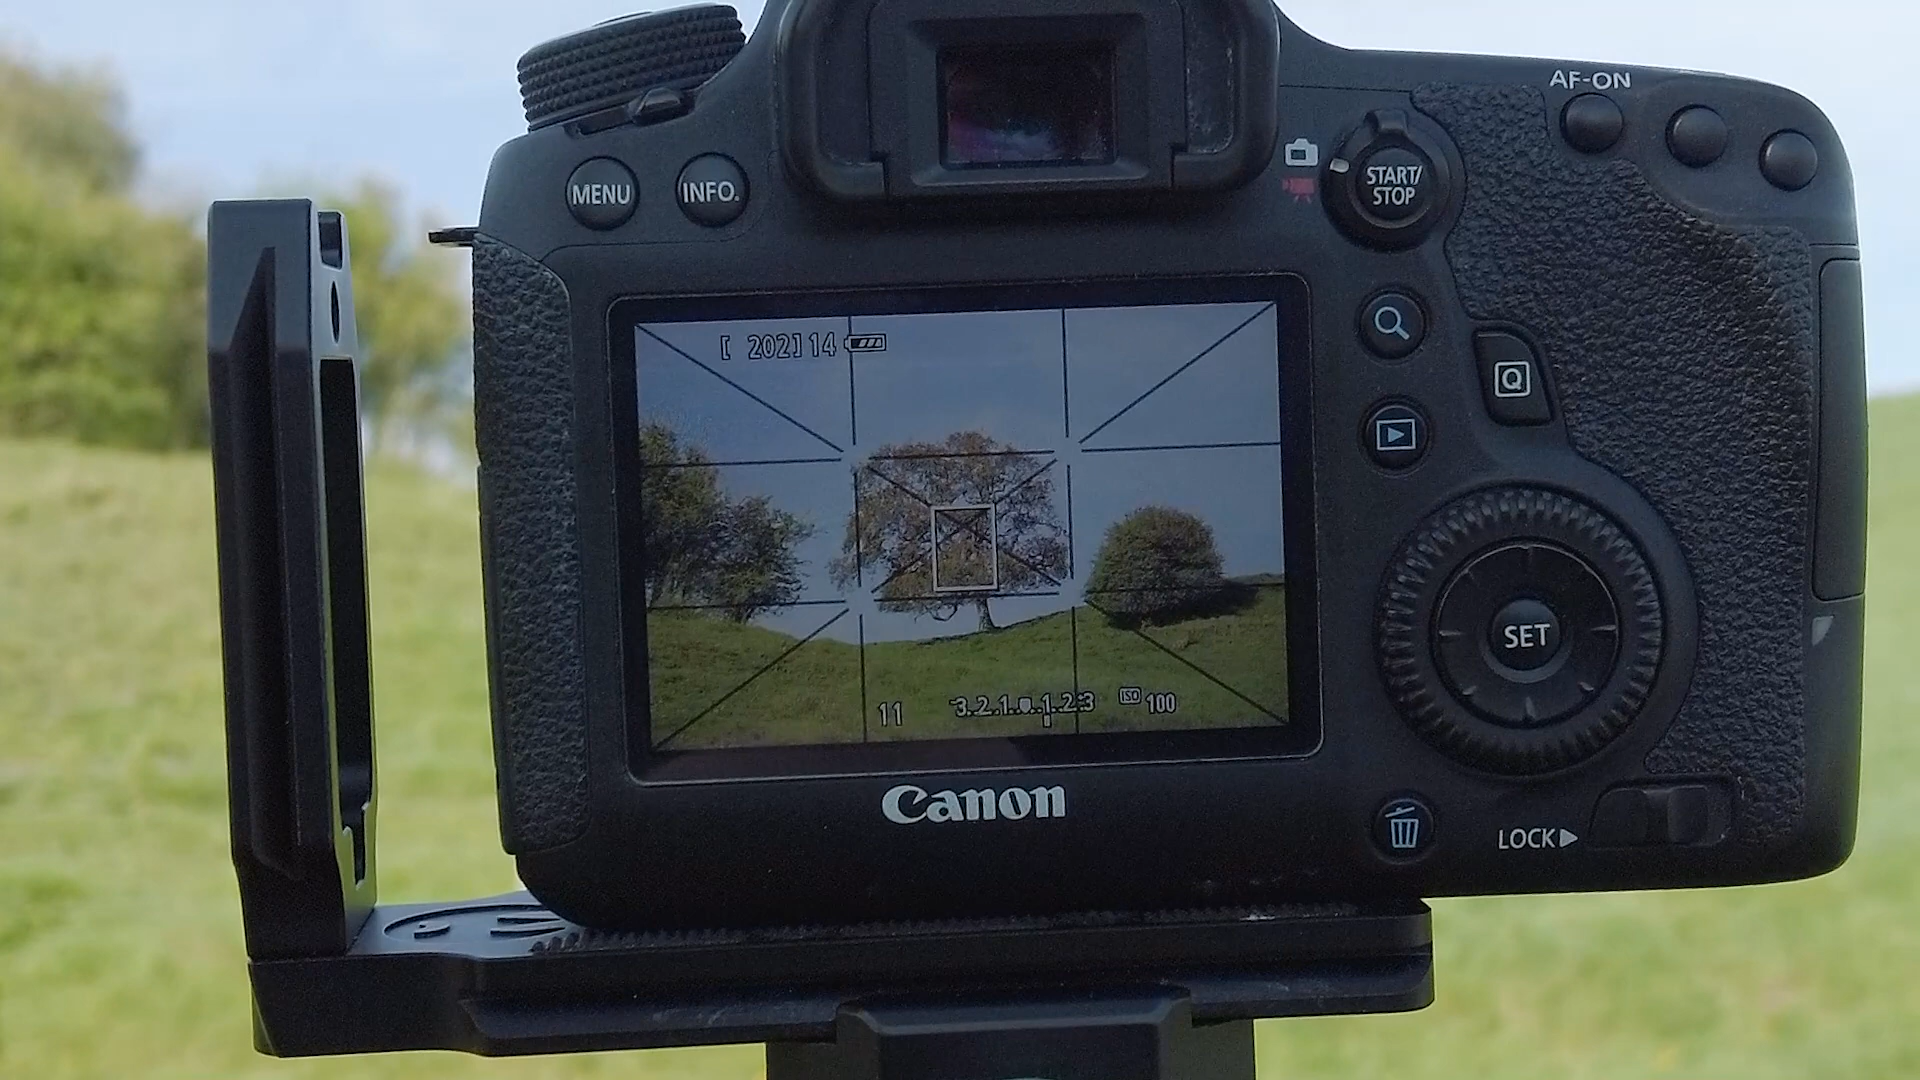 AF-ON
MENU INFO.
START/
STOP
[ 202] 14
Q
SET
11 -3..2..1..0..1..2..:3 ISO 100
Canon
LOCK